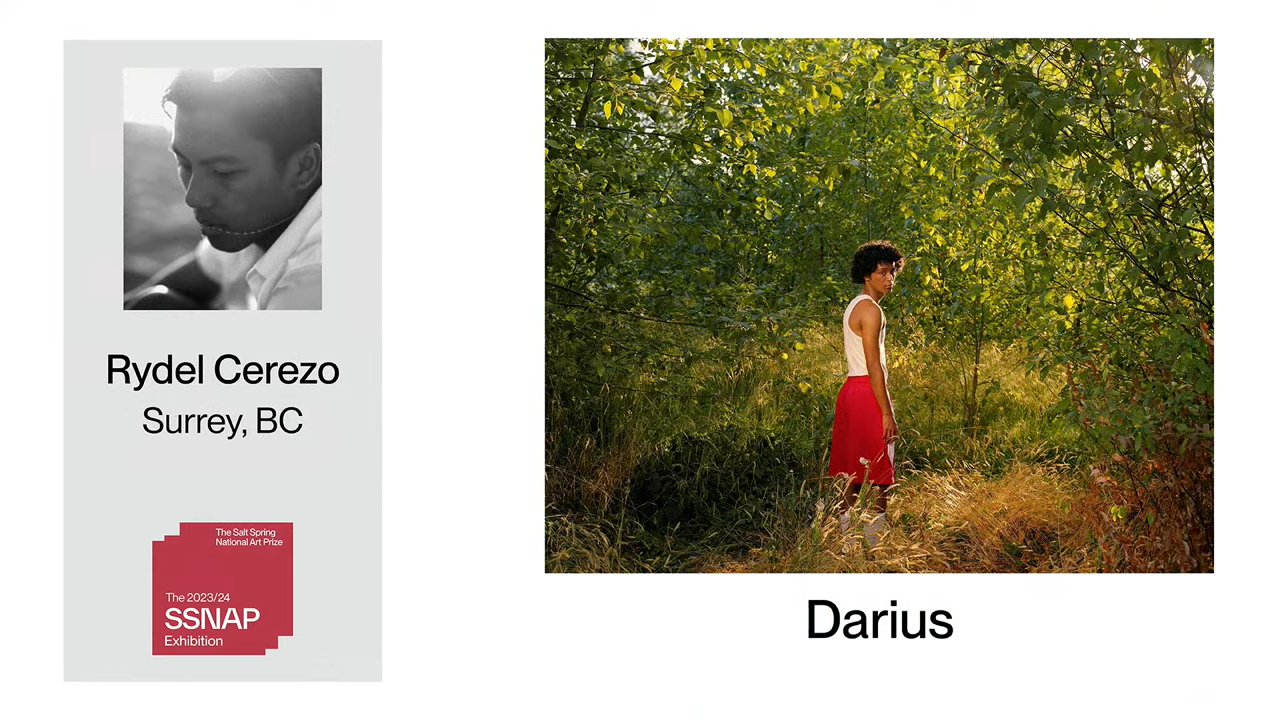 Rydel Cerezo
Surrey, BC
The Salt Spring
National Art Prize
The 2023/24
SSNAP
Exhibition
Darius